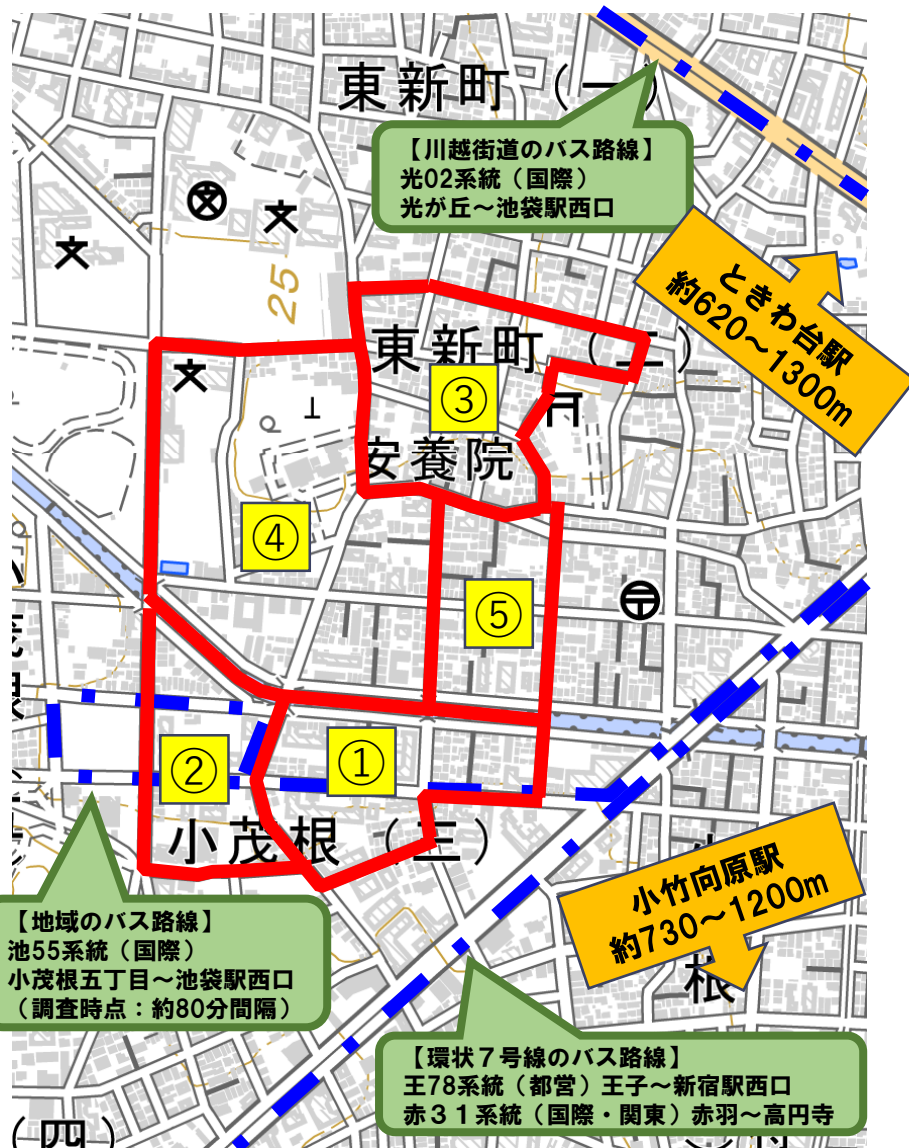 東新町（一）
【川越街道のバス路線】
光02系統（国際）
光が丘～池袋駅西口
ときわ台駅
約620～1300m
25
東新町（二）
③
安養院
④
⑤
②
①
小茂根（三）
小竹向原駅
約730～1200m
根
【地域のバス路線】
池55系統（国際）
小茂根五丁目～池袋駅西口
（調査時点：約80分間隔）
【環状７号線のバス路線】
王78系統（都営）王子～新宿駅西口
赤３１系統（国際・関東）赤羽～高円寺
（四）